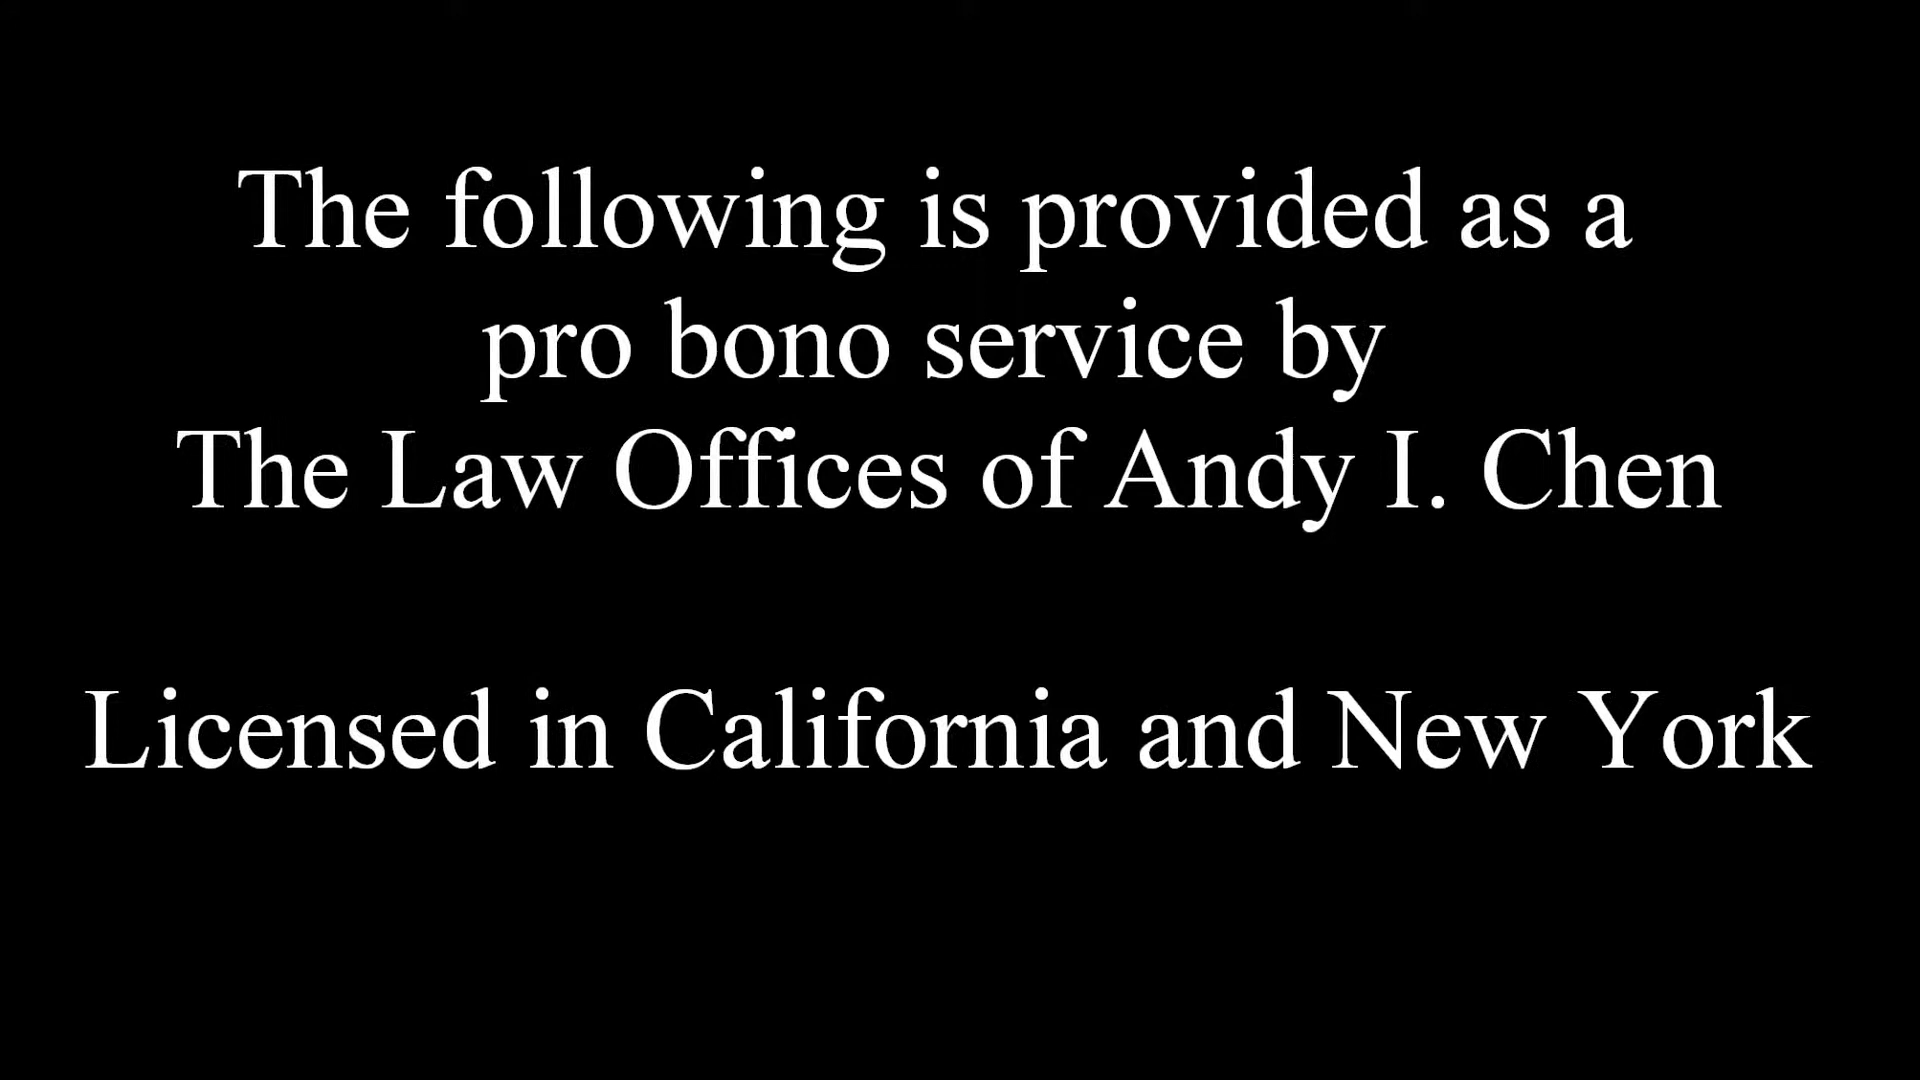 The following is provided as a
pro bono service by
The Law Offices of Andy I. Chen
Licensed in California and New York